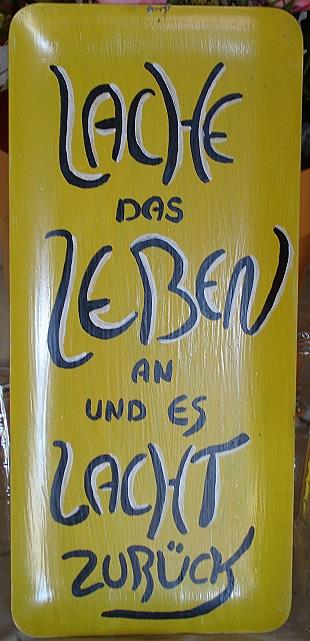 LACHE
DAS
LEBEN
AN
UND ES
LACHT
ZURÜCK